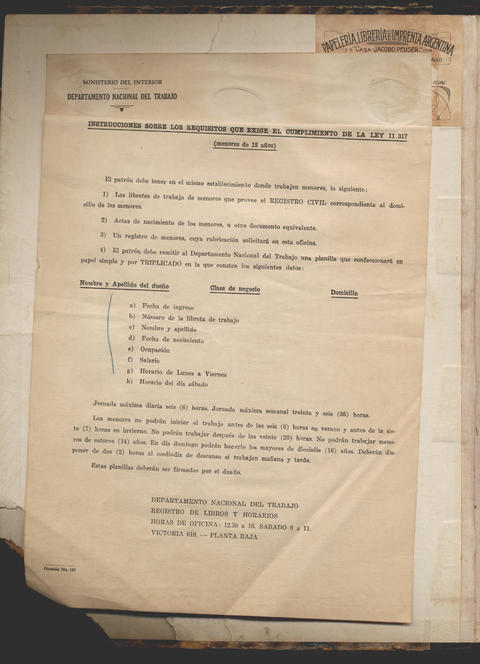 PAPELERÍA, LIBRERÍA E IMPRENTA ARGENTINA
CASA JACOBO PEUSER
MINISTERIO DEL INTERIOR
DEPARTAMENTO NACIONAL DEL TRABAJO
INSTRUCCIONES SOBRE LOS REQUISITOS QUE EXIGE EL CUMPLIMIENTO DE LA LEY 11.317
(menores de 18 años)
El patrón debe tener en el mismo establecimiento donde trabajen menores, lo siguiente:
1) Las libretas de trabajo de menores que provee el REGISTRO CIVIL correspondiente al domi-
cilio de los menores.
2) Actas de nacimiento de los menores, u otro documento equivalente.
3) Un registro de menores, cuya rubricación solicitará en esta oficina.
4) El patrón debe remitir al Departamento Nacional del Trabajo una planilla que confeccionará en
papel simple y por TRIPLICADO en la que consten los siguientes datos:
Nombre y Apellido del dueño Clase de negocio Domicilio
a) Fecha de ingreso
b) Número de la libreta de trabajo
c) Nombre y apellido
d) Fecha de nacimiento
e) Ocupación
f) Salario
g) Horario de Lunes a Viernes
h) Horario del día sábado
Jornada máxima diaria seis (6) horas. Jornada máxima semanal treinta y seis (36) horas.
Los menores no podrán iniciar el trabajo antes de las seis (6) horas en verano y antes de la sie-
te (7) horas en invierno. No podrán trabajar después de las veinte (20) horas. No podrán trabajar meno-
res de catorce (14) años. En día domingo podrán hacerlo los mayores de dieciséis (16) años. Deberán dis-
poner de dos (2) horas al mediodía de descanso si trabajan mañana y tarde.
Estas planillas deberán ser firmadas por el dueño.
DEPARTAMENTO NACIONAL DEL TRABAJO
REGISTRO DE LIBROS Y HORARIOS
HORAS DE OFICINA: 12.30 a 16. SABADO 8 a 11.
VICTORIA 618. — PLANTA BAJA